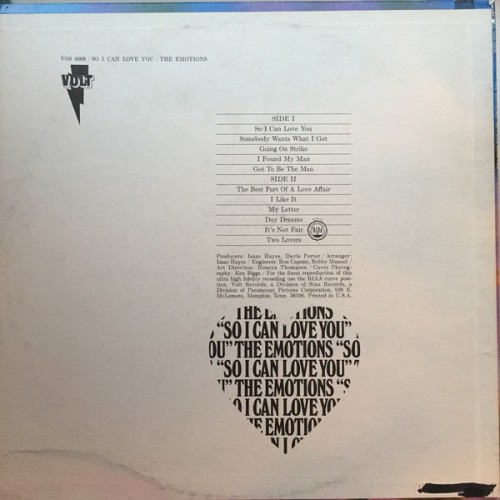 VOS 6008 / SO I CAN LOVE YOU / THE EMOTIONS
VOLT
SIDE I
So I Can Love You
Somebody Wants What I Got
Going On Strike
I Found My Man
Got To Be The Man
SIDE II
The Best Part Of A Love Affair
I Like It
My Letter
Day Dreams
It's Not Fair
Two Lovers
Producers: Isaac Hayes, David Porter / Arranger:
Isaac Hayes / Engineers: Ron Capone, Bobby Manuel /
Art Direction: Honeya Thompson / Cover Photog-
raphy: Ken Biggs / For the finest reproduction of this
ultra high fidelity recording use the RIAA curve posi-
tion. Volt Records, a Division of Stax Records, a
Division of Paramount Pictures Corporation, 926 E.
McLemore, Memphis, Tenn. 38106. Printed in U.S.A.
THE EMOTIONS
"SO I CAN LOVE YOU"
OU" THE EMOTIONS "SO
"SO I CAN LOVE YOU" "
U" THE EMOTIONS "S
O I CAN LOVE YO
E EMOTIO
N LO